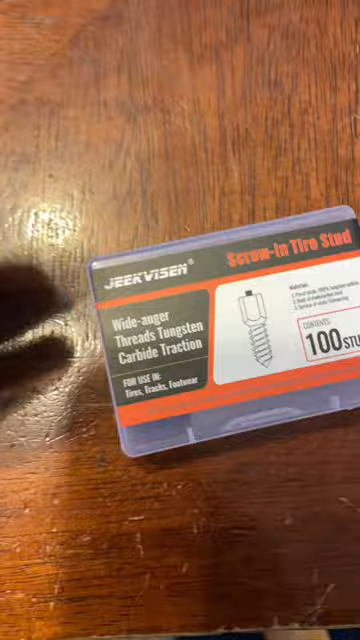 JEEKVISEN®
Screw-in Tire Stud
Wide-auger
Threads Tungsten
Carbide Traction
FOR USE IN:
Tires, Tracks, Footwear
Materials:
CONTENTS:
100 STU